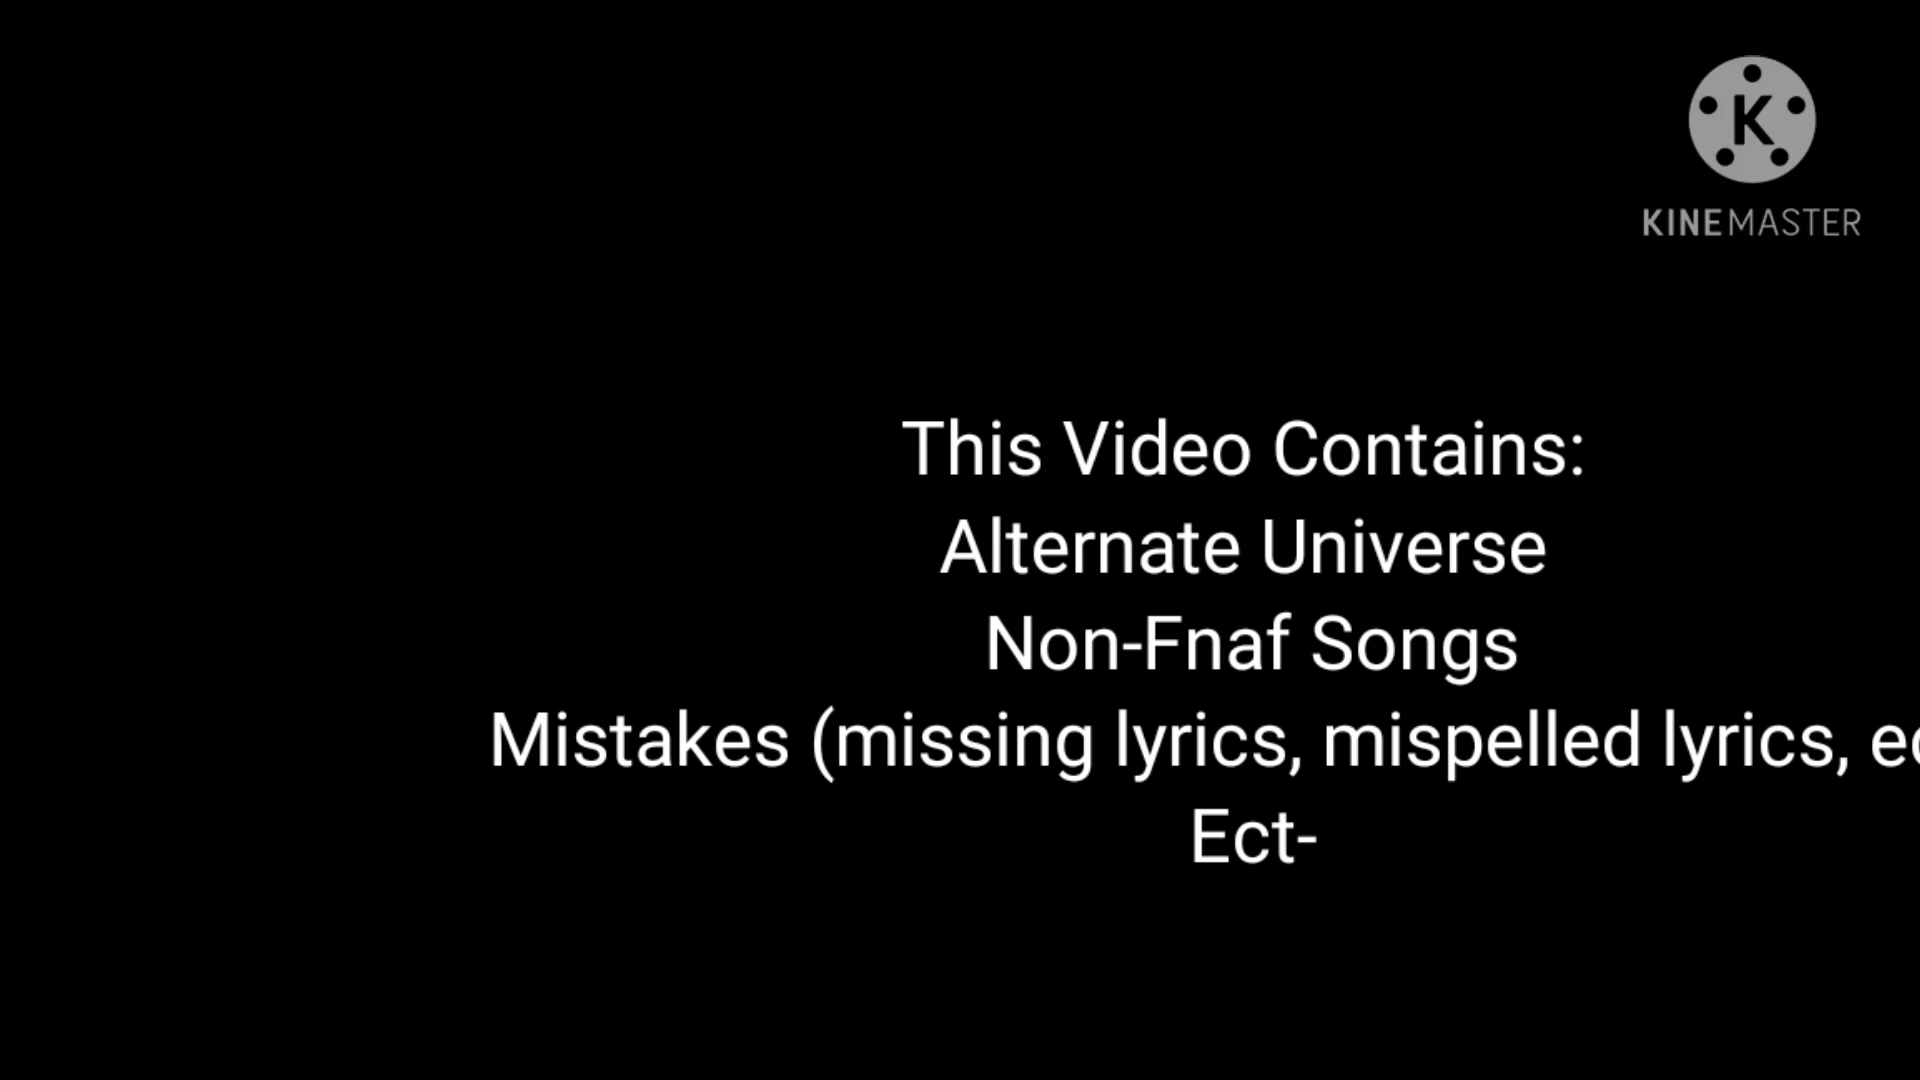 K
KINEMASTER
This Video Contains:
Alternate Universe
Non-Fnaf Songs
Mistakes (missing lyrics, mispelled lyrics,
Ect-